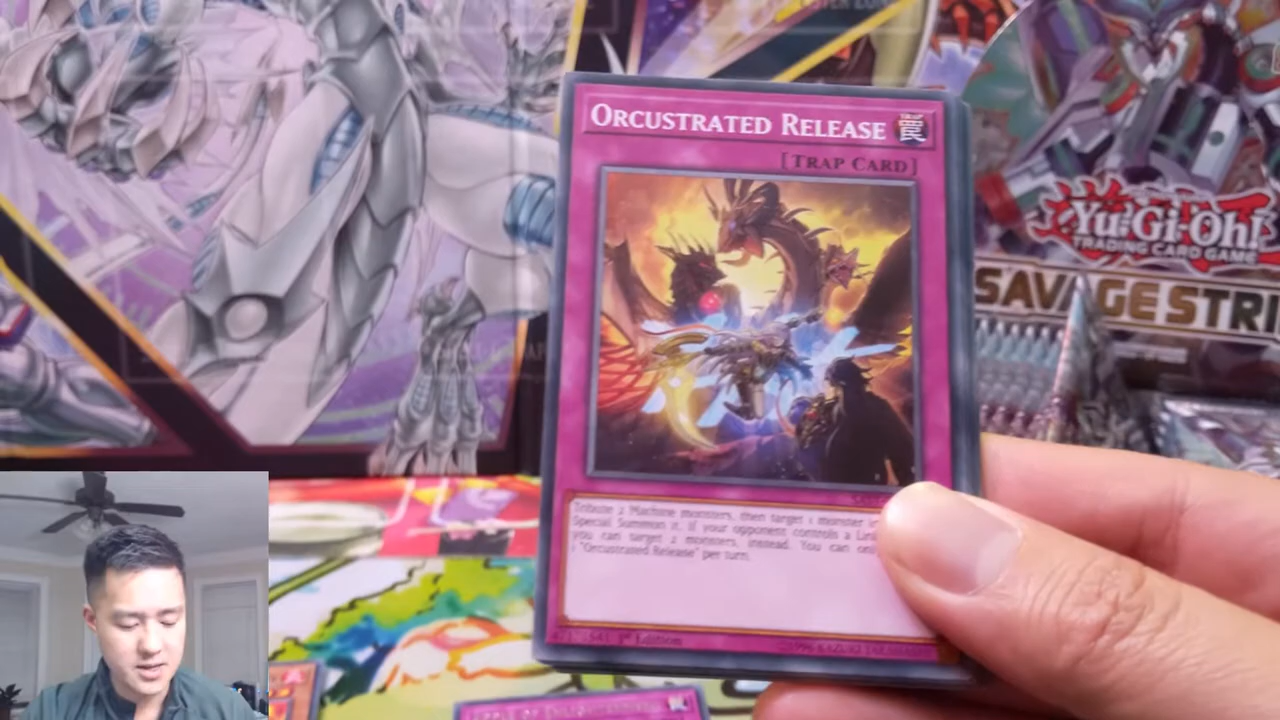 ORCUSTRATED RELEASE
[TRAP CARD]
Yu-Gi-Oh!
TRADING CARD GAME
SAVAGE STRI
Tribute 2 Machine monsters, then target 1 monster in
Special Summon it. If your opponent controls a Link
you can target 2 monsters, instead. You can only
1 "Orcustrated Release" per turn.
1st Edition